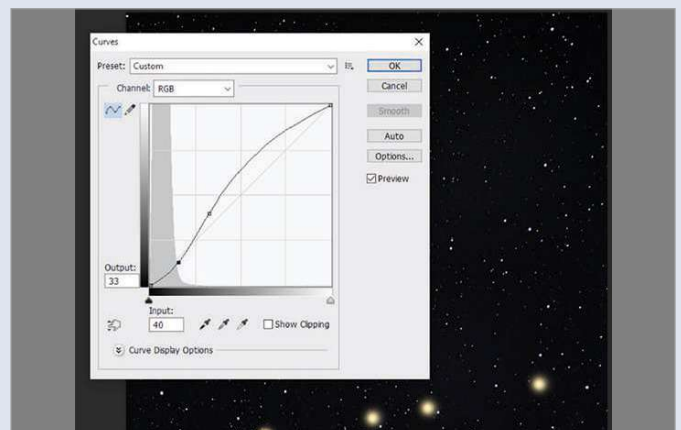 Curves
Preset: Custom
OK
Channel: RGB
Cancel
Smooth
Auto
Options...
Preview
Output:
33
Input:
40
Show Clipping
Curve Display Options